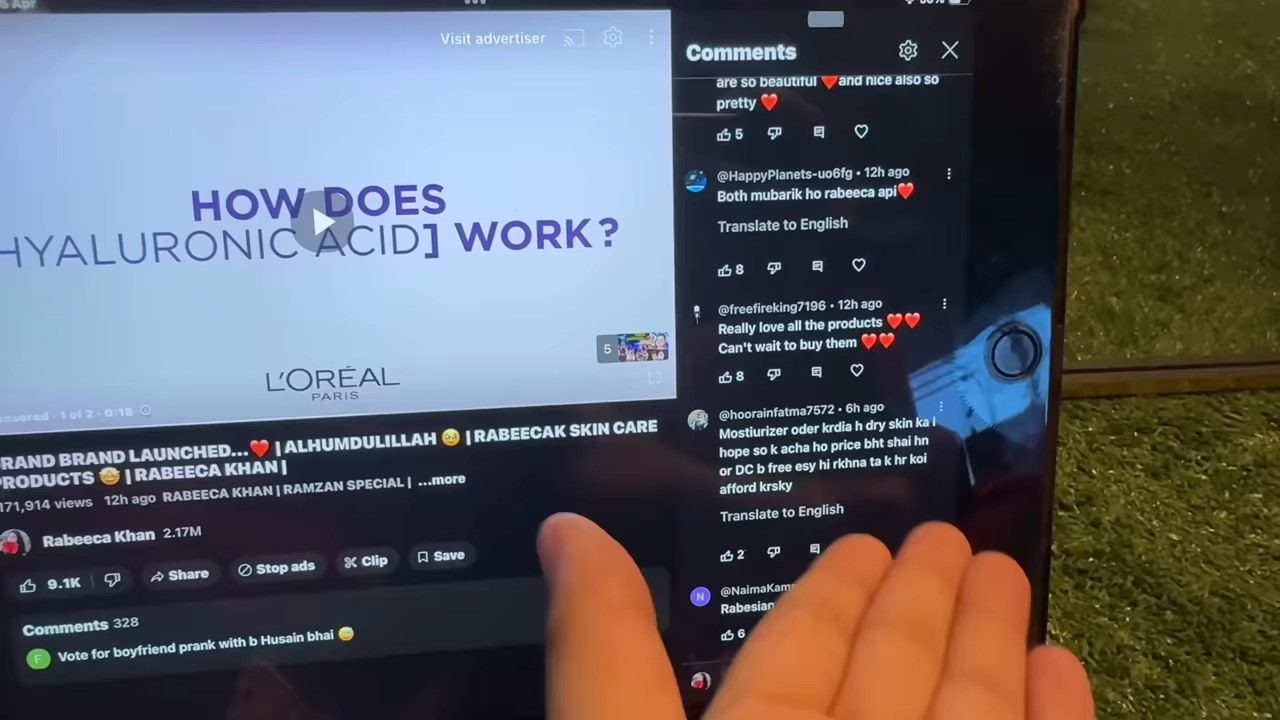 5 Apr
Visit advertiser
HOW DOES
HYALURONIC ACID] WORK?
5
L'ORÉAL
PARIS
nsored · 1 of 2 · 0:18
RAND BRAND LAUNCHED...❤️ | ALHUMDULILLAH 🥹 | RABEECAK SKIN CARE
PRODUCTS 🤩 | RABEECA KHAN |
171,914 views 12h ago RABEECA KHAN | RAMZAN SPECIAL | ...more
Rabeeca Khan 2.17M
9.1K
Share
Stop ads
Clip
Save
Comments 328
F
Vote for boyfriend prank with b Husain bhai 😅
Comments
are so beautiful ❤️and nice also so
pretty ❤️
5
@HappyPlanets-uo6fg • 12h ago
Both mubarik ho rabeeca api❤️
Translate to English
8
@freefireking7196 • 12h ago
Really love all the products ❤️❤️
Can't wait to buy them ❤️❤️
8
@hoorainfatma7572 • 6h ago
Mostiurizer oder krdia h dry skin ka I
hope so k acha ho price bht shai hn
or DC b free esy hi rkhna ta k hr koi
afford krsky
Translate to English
2
N
@NaimaKam
Rabesian
6